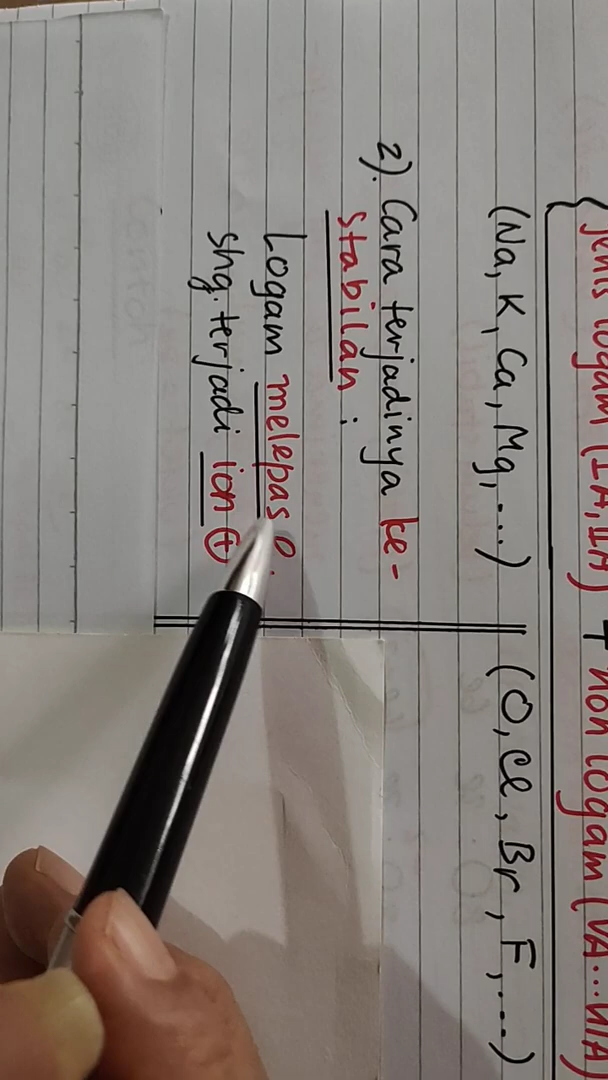 jenis logam (IA, IIA) + non logam (VA...VIIA)
(Na, K, Ca, Mg, ...)
(O, Cl, Br, F, ...)
2). Cara terjadinya ke-
stabilan :
Logam melepas
shg. terjadi ion (+)